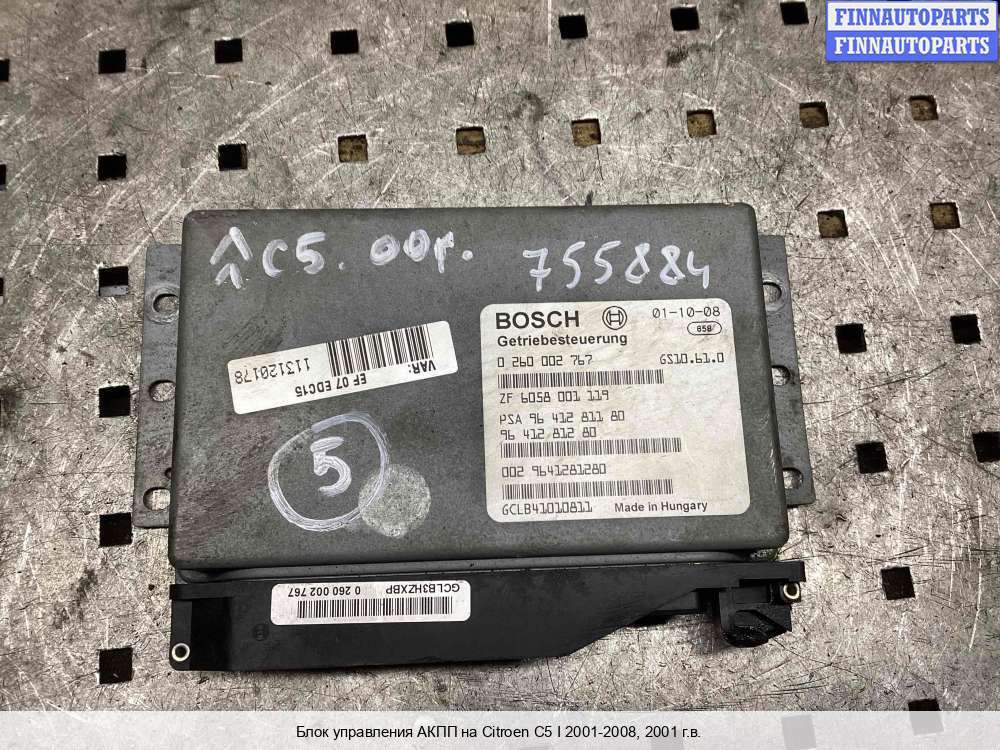 FINNAUTOPARTS
FINNAUTOPARTS
C5. 00г.
755884
BOSCH
01-10-08
Getriebesteuerung
658
0 260 002 767
GS10.61.0
ZF 6058 001 119
PSA 96 412 811 80
96 412 812 80
002 9641281280
GCLB41010811
Made in Hungary
VAR:
EF 07 EDC15
113120178
5
GCLB3HZXBP
0 260 002 767
Блок управления АКПП на Citroen C5 I 2001-2008, 2001 г.в.